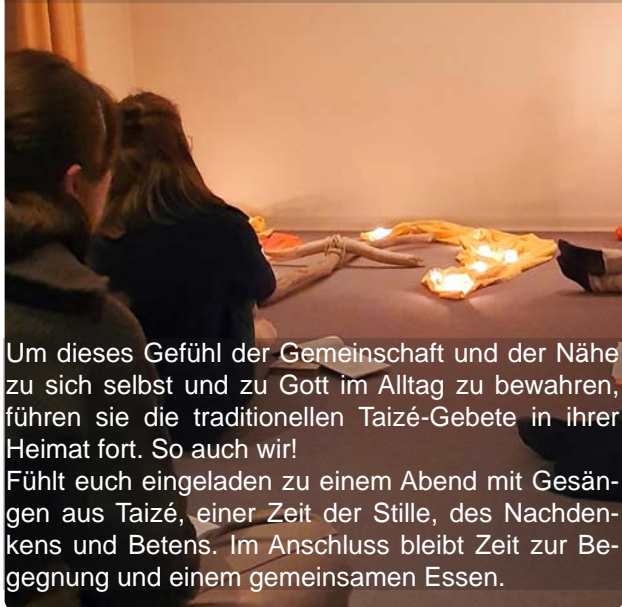 Um dieses Gefühl der Gemeinschaft und der Nähe
zu sich selbst und zu Gott im Alltag zu bewahren,
führen sie die traditionellen Taizé-Gebete in ihrer
Heimat fort. So auch wir!
Fühlt euch eingeladen zu einem Abend mit Gesän-
gen aus Taizé, einer Zeit der Stille, des Nachden-
kens und Betens. Im Anschluss bleibt Zeit zur Be-
gegnung und einem gemeinsamen Essen.